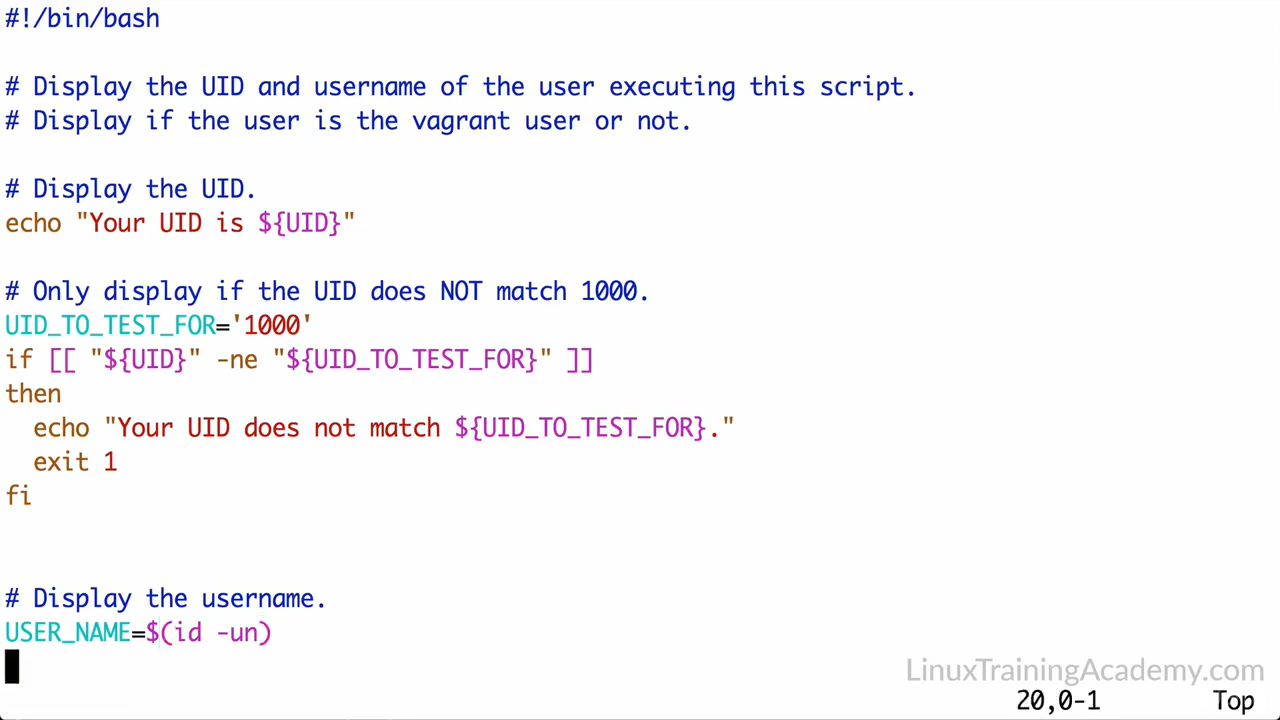 #!/bin/bash
# Display the UID and username of the user executing this script.
# Display if the user is the vagrant user or not.
# Display the UID.
echo "Your UID is ${UID}"
# Only display if the UID does NOT match 1000.
UID_TO_TEST_FOR='1000'
if [[ "${UID}" -ne "${UID_TO_TEST_FOR}" ]]
then
  echo "Your UID does not match ${UID_TO_TEST_FOR}."
  exit 1
fi
# Display the username.
USER_NAME=$(id -un)
LinuxTrainingAcademy.com
20,0-1 Top